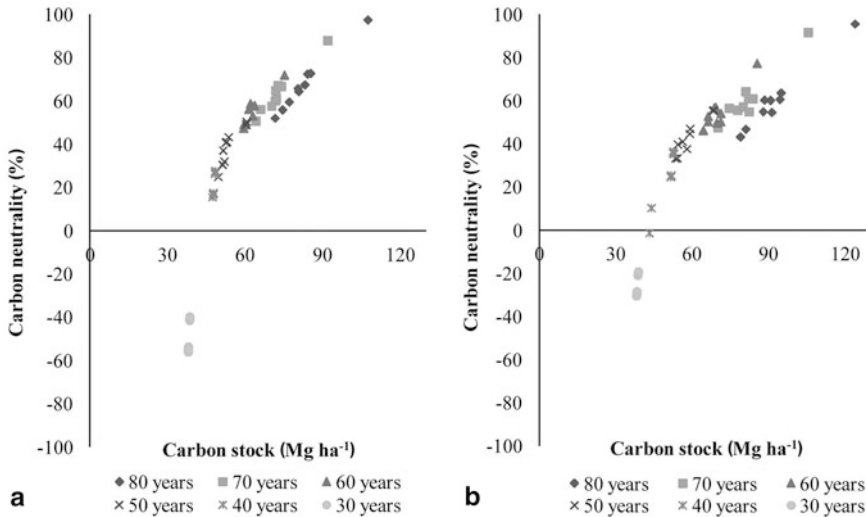 100
80
60
40
20
0
-20
-40
-60
-80
-100
Carbon neutrality (%)
0 30 60 90 120
Carbon stock (Mg ha⁻¹)
80 years 70 years 60 years
50 years 40 years 30 years
a
100
80
60
40
20
0
-20
-40
-60
-80
-100
Carbon neutrality (%)
0 30 60 90 120
Carbon stock (Mg ha⁻¹)
80 years 70 years 60 years
50 years 40 years 30 years
b